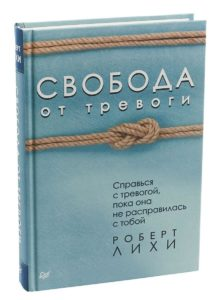 СВОБОДА
от тревоги
Справься
с тревогой,
пока она
не расправилась
с тобой
РОБЕРТ
ЛИХИ